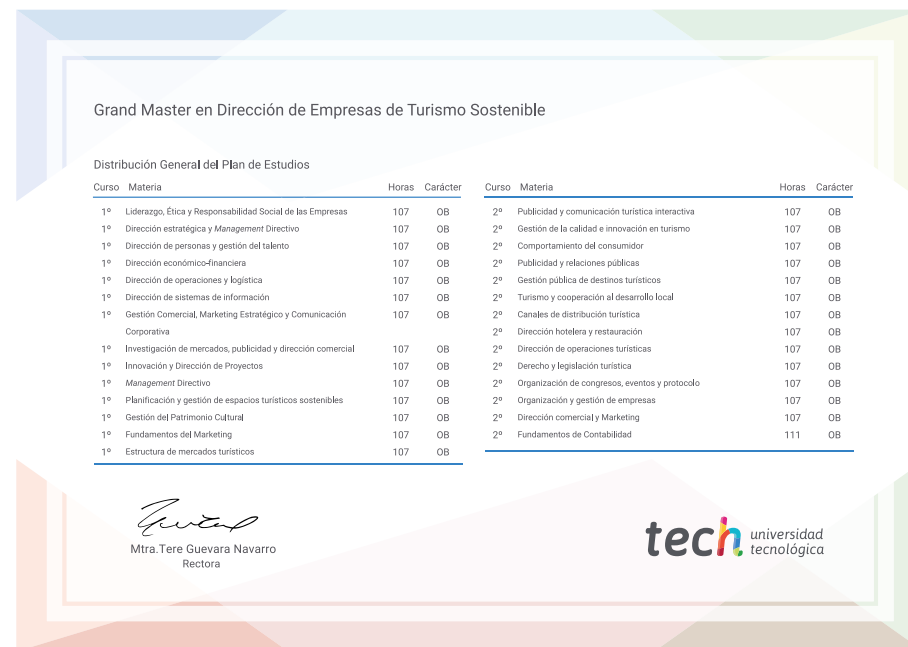 Grand Master en Dirección de Empresas de Turismo Sostenible
Distribución General del Plan de Estudios
Curso Materia Horas Carácter
1º Liderazgo, Ética y Responsabilidad Social de las Empresas 107 OB
1º Dirección estratégica y Management Directivo 107 OB
1º Dirección de personas y gestión del talento 107 OB
1º Dirección económico-financiera 107 OB
1º Dirección de operaciones y logística 107 OB
1º Dirección de sistemas de información 107 OB
1º Gestión Comercial, Marketing Estratégico y Comunicación 107 OB
Corporativa
1º Investigación de mercados, publicidad y dirección comercial 107 OB
1º Innovación y Dirección de Proyectos 107 OB
1º Management Directivo 107 OB
1º Planificación y gestión de espacios turísticos sostenibles 107 OB
1º Gestión del Patrimonio Cultural 107 OB
1º Fundamentos del Marketing 107 OB
1º Estructura de mercados turísticos 107 OB
Curso Materia Horas Carácter
2º Publicidad y comunicación turística interactiva 107 OB
2º Gestión de la calidad e innovación en turismo 107 OB
2º Comportamiento del consumidor 107 OB
2º Publicidad y relaciones públicas 107 OB
2º Gestión pública de destinos turísticos 107 OB
2º Turismo y cooperación al desarrollo local 107 OB
2º Canales de distribución turística 107 OB
2º Dirección hotelera y restauración 107 OB
2º Dirección de operaciones turísticas 107 OB
2º Derecho y legislación turística 107 OB
2º Organización de congresos, eventos y protocolo 107 OB
2º Organización y gestión de empresas 107 OB
2º Dirección comercial y Marketing 107 OB
2º Fundamentos de Contabilidad 111 OB
Mtra.Tere Guevara Navarro
Rectora
tech universidad
tecnológica